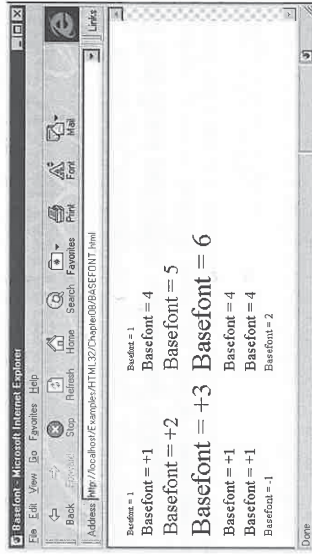 Basefont - Microsoft Internet Explorer
File Edit View Go Favorites Help
Back Forward Stop Refresh Home Search Favorites Print Font Mail
Address http://localhost/Examples/HTML32/Chapter08/BASEFONT.html Links
Basefont = 1 Basefont = 1
Basefont = +1 Basefont = 4
Basefont = +2 Basefont = 5
Basefont = +3 Basefont = 6
Basefont = +1 Basefont = 4
Basefont = +1 Basefont = 4
Basefont = -1 Basefont = 2
Done